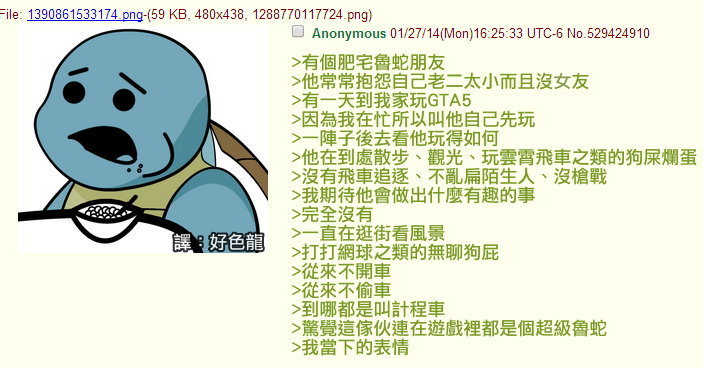 File: 1390861533174.png-(59 KB, 480x438, 1288770117724.png)
Anonymous 01/27/14(Mon)16:25:33 UTC-6 No.529424910
>有個肥宅魯蛇朋友
>他常常抱怨自己老二太小而且沒女友
>有一天到我家玩GTA5
>因為我在忙所以叫他自己先玩
>一陣子後去看他玩得如何
>他在到處散步、觀光、玩雲霄飛車之類的狗屎爛蛋
>沒有飛車追逐、不亂扁陌生人、沒槍戰
>我期待他會做出什麼有趣的事
>完全沒有
>一直在逛街看風景
>打打網球之類的無聊狗屁
>從來不開車
>從來不偷車
>到哪都是叫計程車
>驚覺這傢伙連在遊戲裡都是個超級魯蛇
>我當下的表情
譯：好色龍